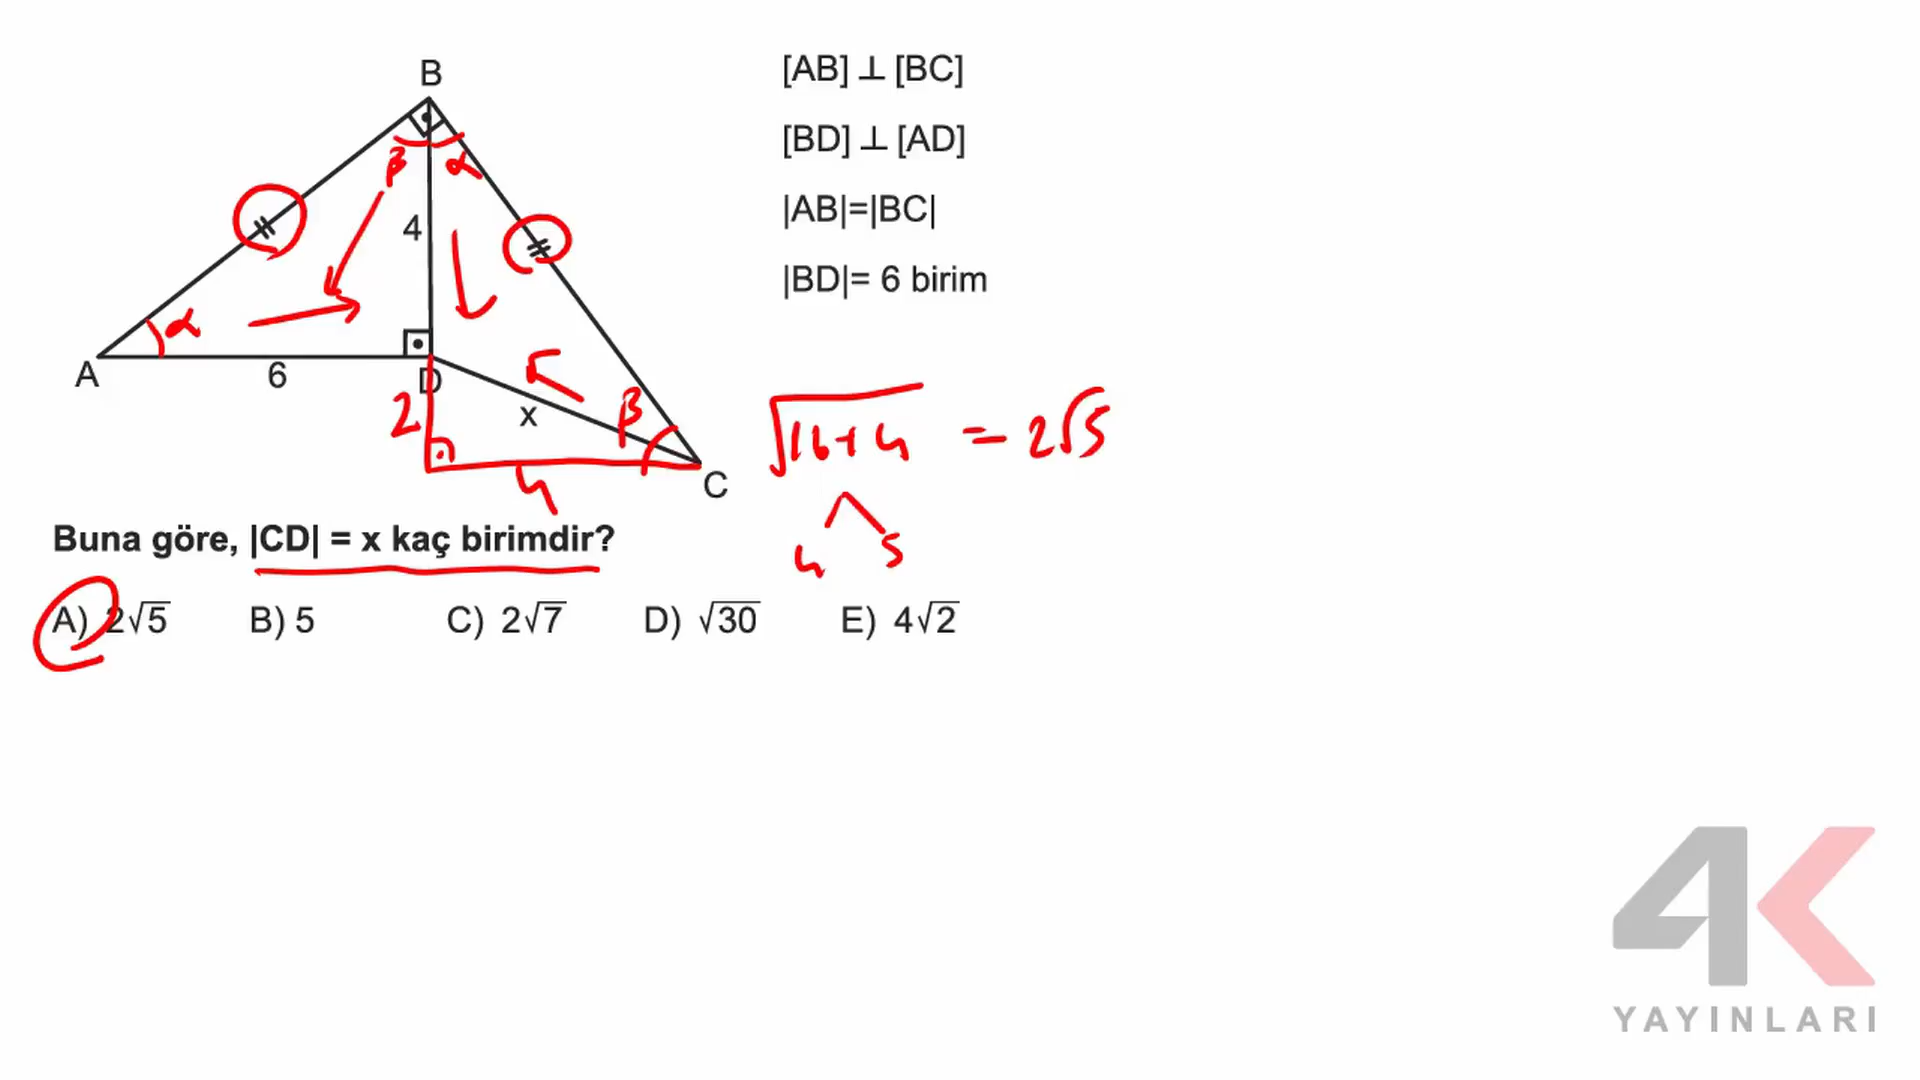 B
[AB] ⊥ [BC]
[BD] ⊥ [AD]
β α
4
|AB|=|BC|
|BD|= 6 birim
α
A 6 D
2 x β
√16+4 = 2√5
C
4
4 5
Buna göre, |CD| = x kaç birimdir?
A) 2√5 B) 5 C) 2√7 D) √30 E) 4√2
4K
YAYINLARI